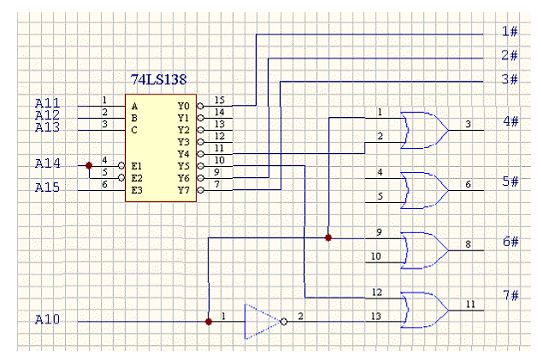 1#
2#
3#
74LS138
A11 1 A Y0 15
A12 2 B Y1 14
A13 3 C Y2 13
Y3 12
Y4 11
A14 4 E1 Y5 10
5 E2 Y6 9
A15 6 E3 Y7 7
1 2 3 4#
4 5 6 5#
9 10 8 6#
12 13 11 7#
A10 1 2